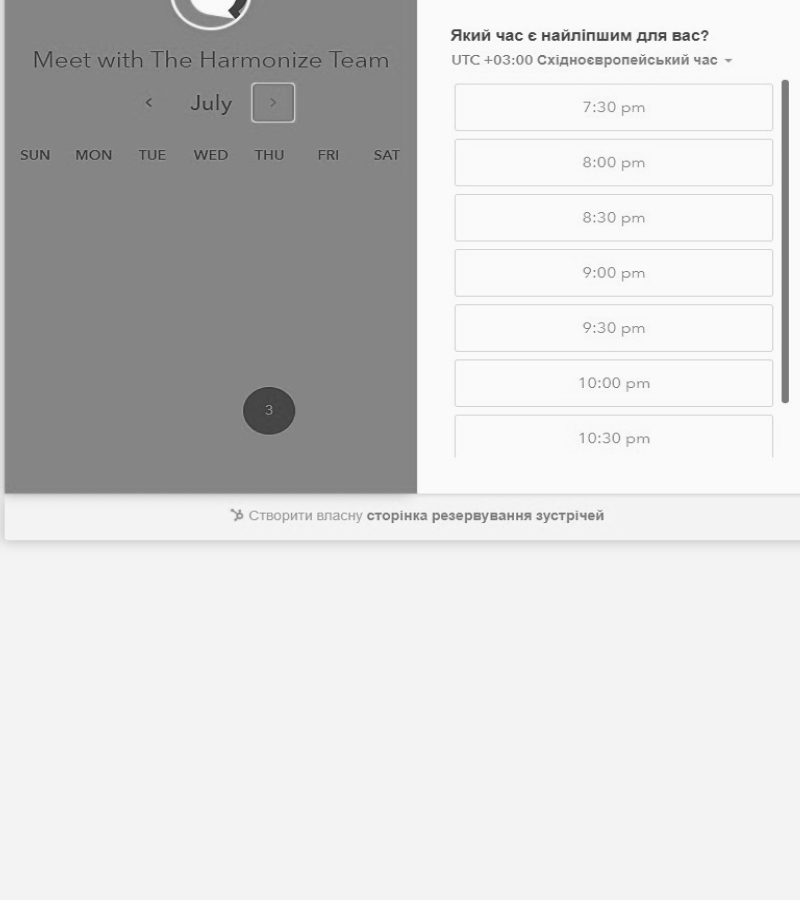 Meet with The Harmonize Team
July
SUN MON TUE WED THU FRI SAT
3
Який час є найліпшим для вас?
UTC +03:00 Східноєвропейський час
7:30 pm
8:00 pm
8:30 pm
9:00 pm
9:30 pm
10:00 pm
10:30 pm
Створити власну сторінка резервування зустрічей